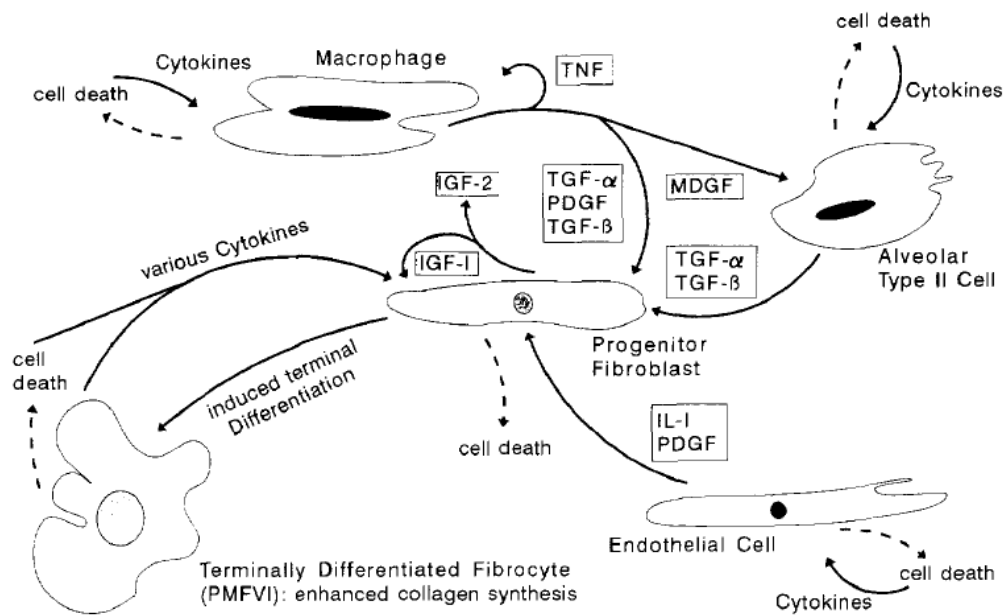 cell death
Cytokines
Macrophage
TNF
cell death
Cytokines
IGF-2
TGF-α
PDGF
TGF-ß
MDGF
various Cytokines
IGF-I
TGF-α
TGF-ß
Alveolar
Type II Cell
cell
death
Progenitor
Fibroblast
induced terminal
Differentiation
cell death
IL-I
PDGF
Endothelial Cell
Terminally Differentiated Fibrocyte
(PMFVI): enhanced collagen synthesis
cell death
Cytokines